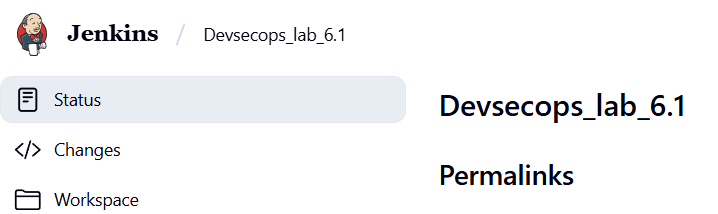 Jenkins / Devsecops_lab_6.1
Status
Changes
Workspace
Devsecops_lab_6.1
Permalinks